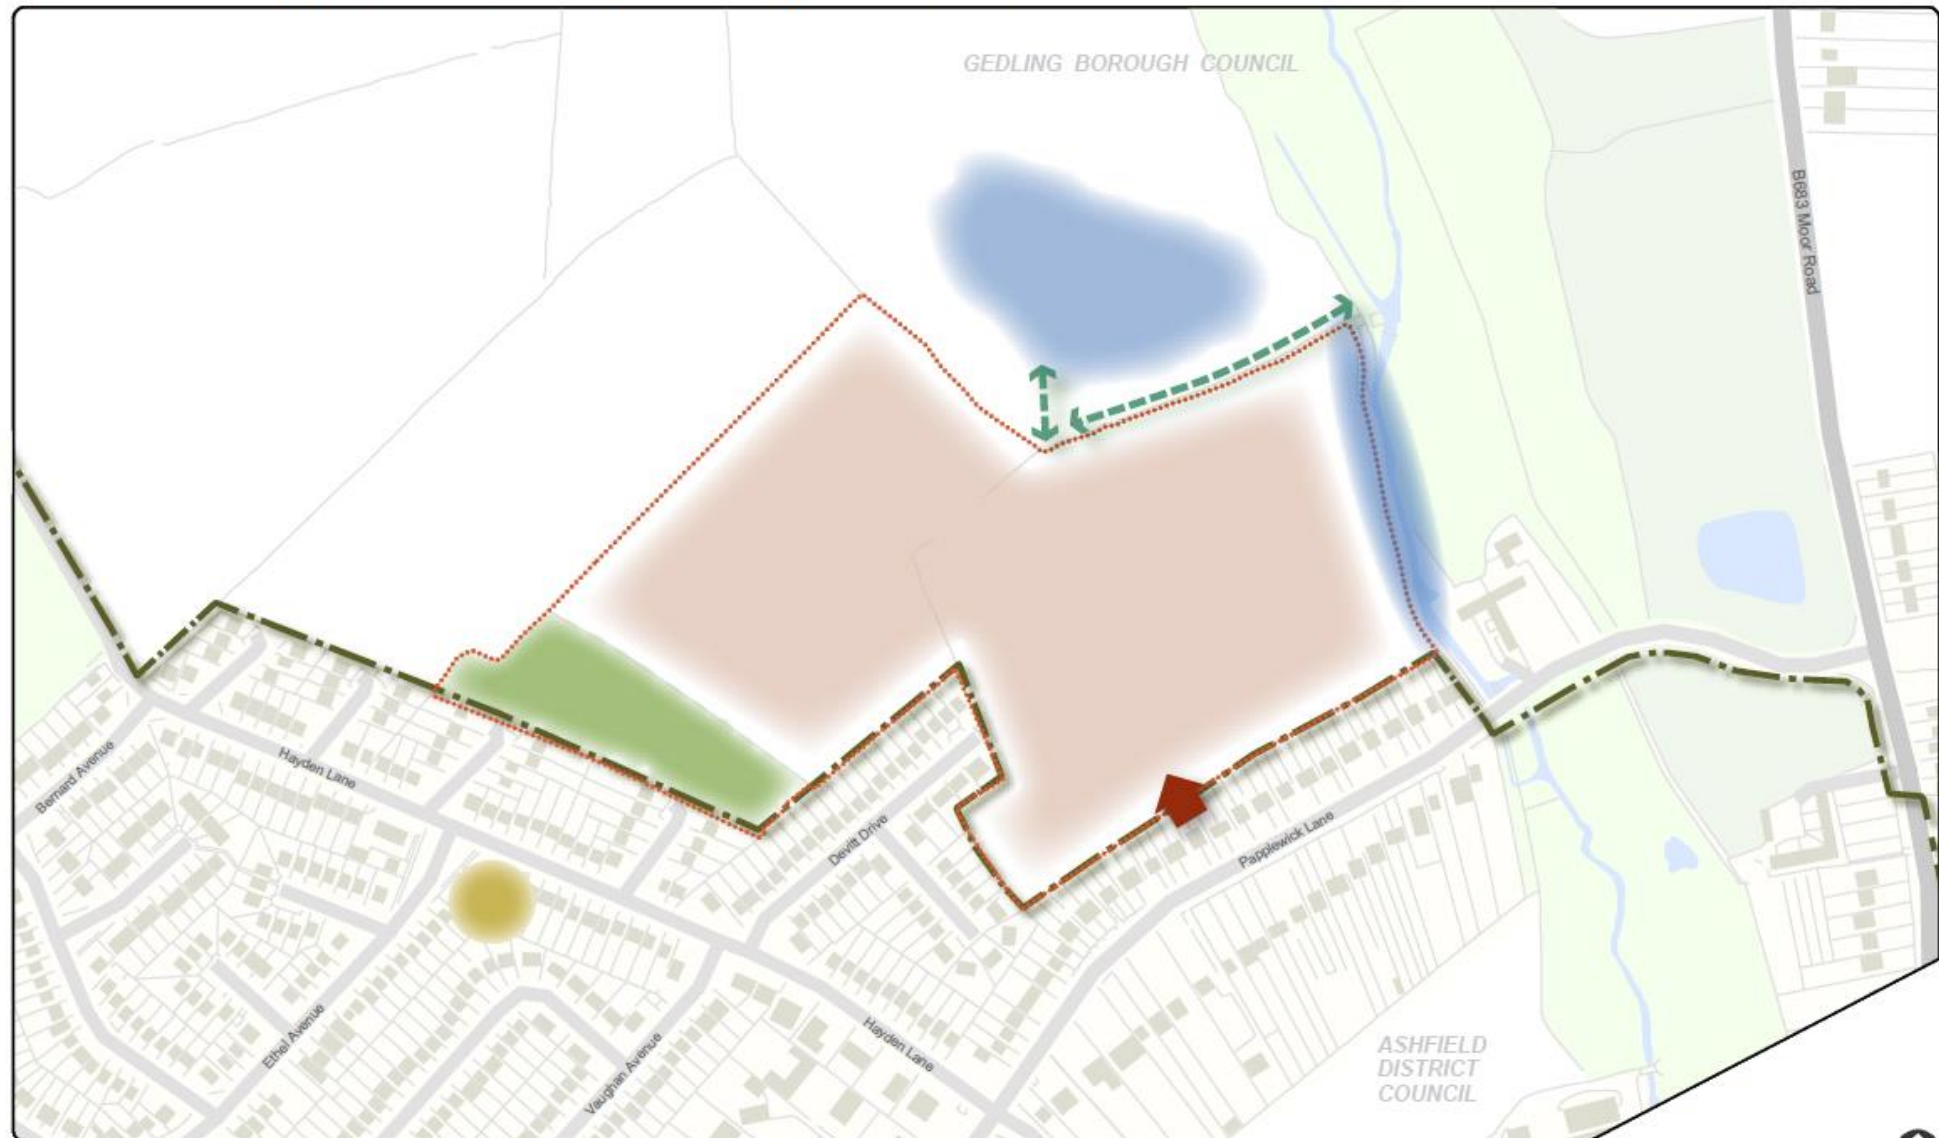 GEDLING BOROUGH COUNCIL
B683 Moor Road
Hayden Lane
Bernard Avenue
Devitt Drive
Papplewick Lane
Ethel Avenue
Vaughan Avenue
Hayden Lane
ASHFIELD
DISTRICT
COUNCIL